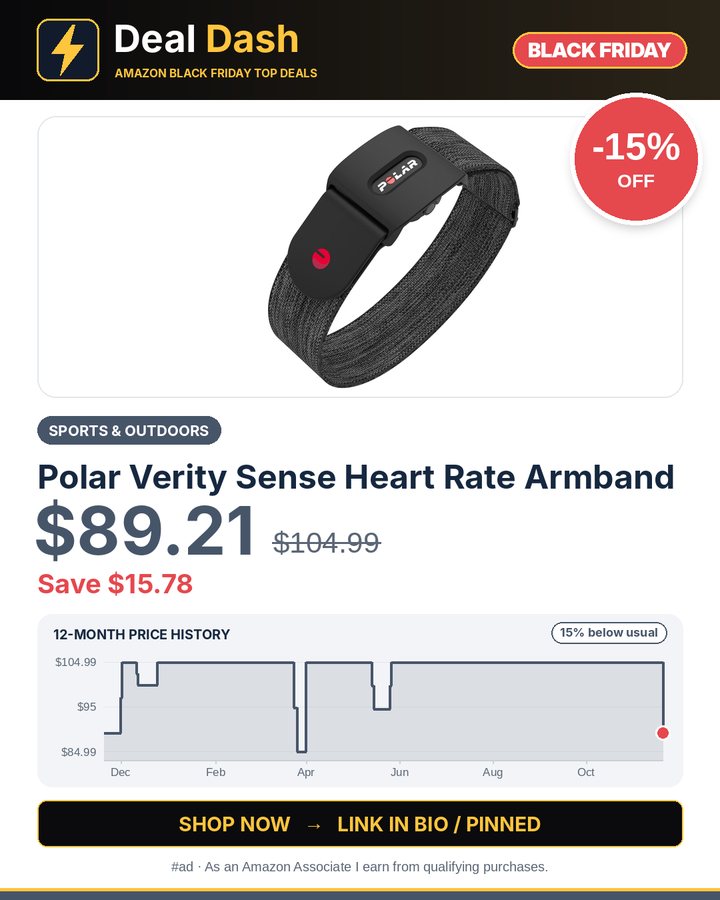 Deal Dash
AMAZON BLACK FRIDAY TOP DEALS
BLACK FRIDAY
-15%
OFF
POLAR
SPORTS & OUTDOORS
Polar Verity Sense Heart Rate Armband
$89.21 $104.99
Save $15.78
12-MONTH PRICE HISTORY
15% below usual
$104.99
$95
$84.99
Dec Feb Apr Jun Aug Oct
SHOP NOW → LINK IN BIO / PINNED
#ad · As an Amazon Associate I earn from qualifying purchases.